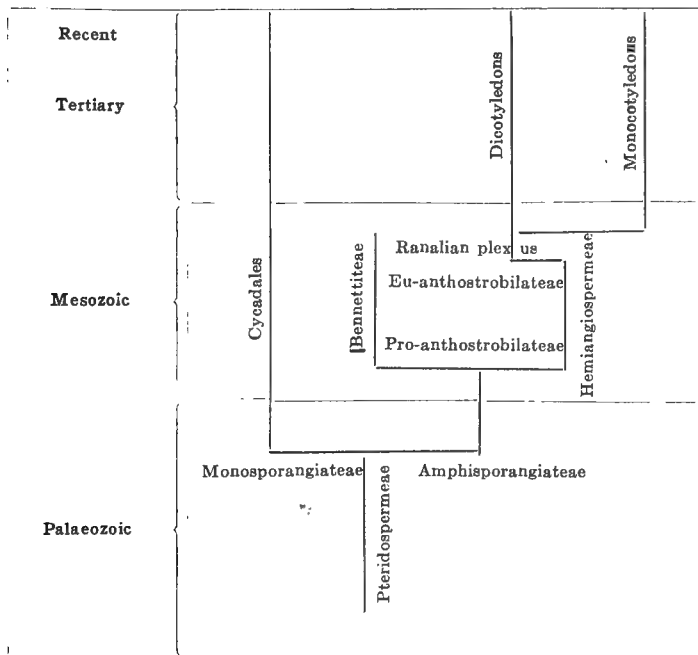 Recent
Tertiary
Dicotyledons
Monocotyledons
Mesozoic
Cycadales
Bennettiteae
Ranalian plexus
Eu-anthostrobilateae
Pro-anthostrobilateae
Hemiangiospermeae
Monosporangiateae
Amphisporangiateae
Palaeozoic
Pteridospermeae